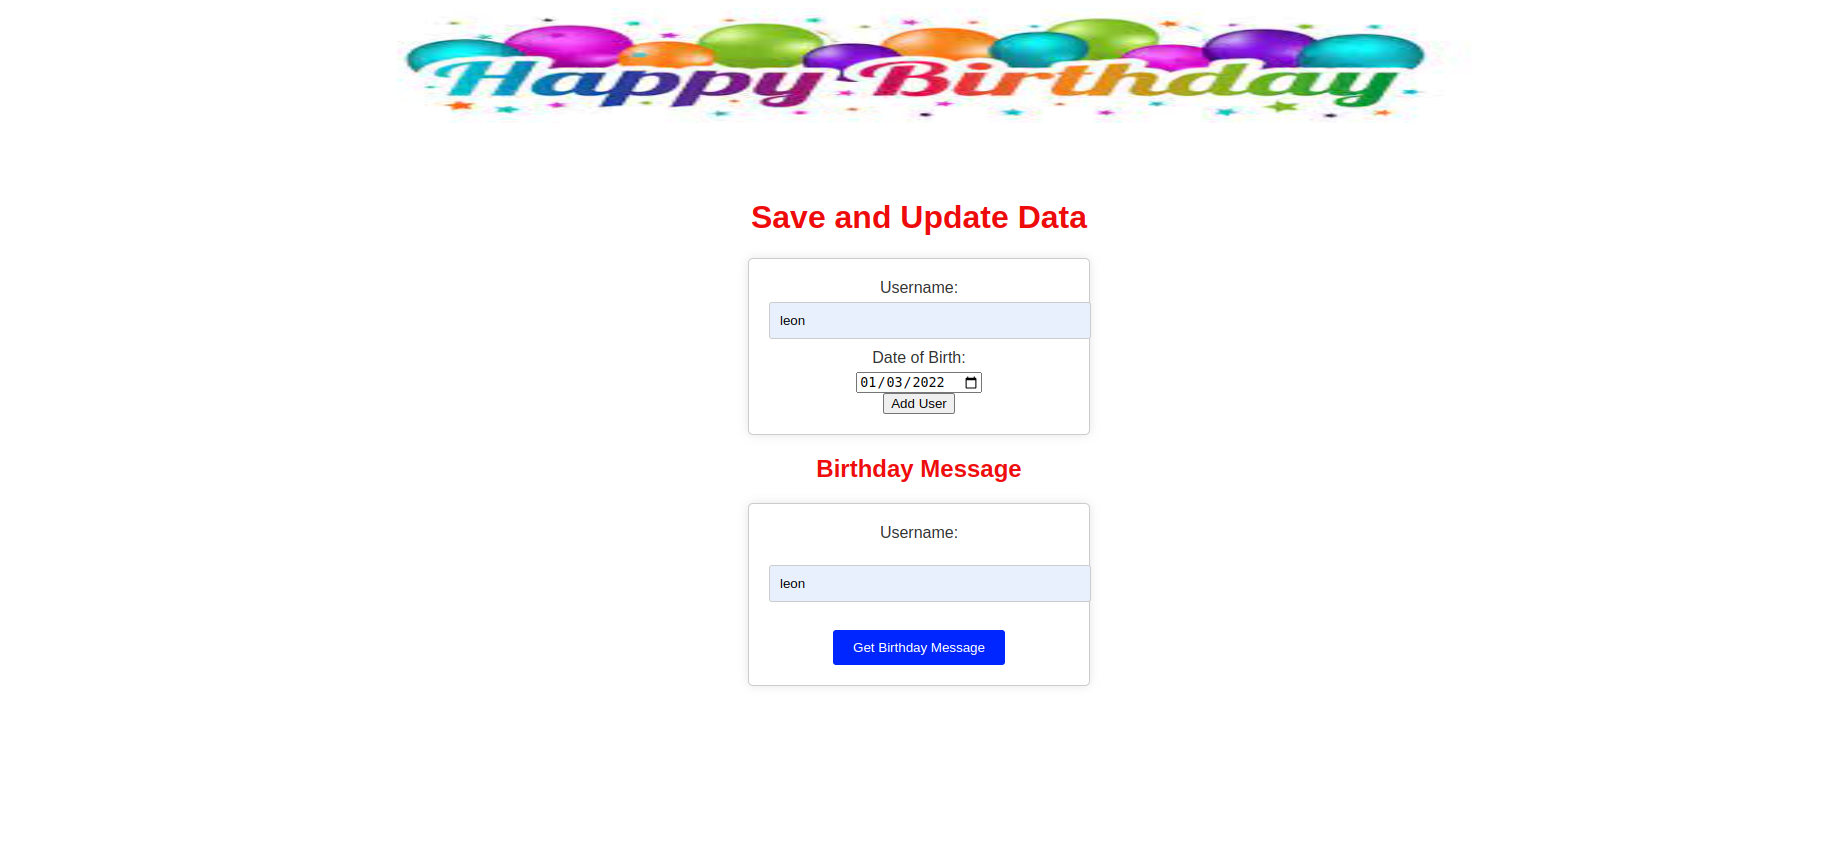 Happy Birthday
Save and Update Data
Username:
leon
Date of Birth:
01/03/2022
Add User
Birthday Message
Username:
leon
Get Birthday Message